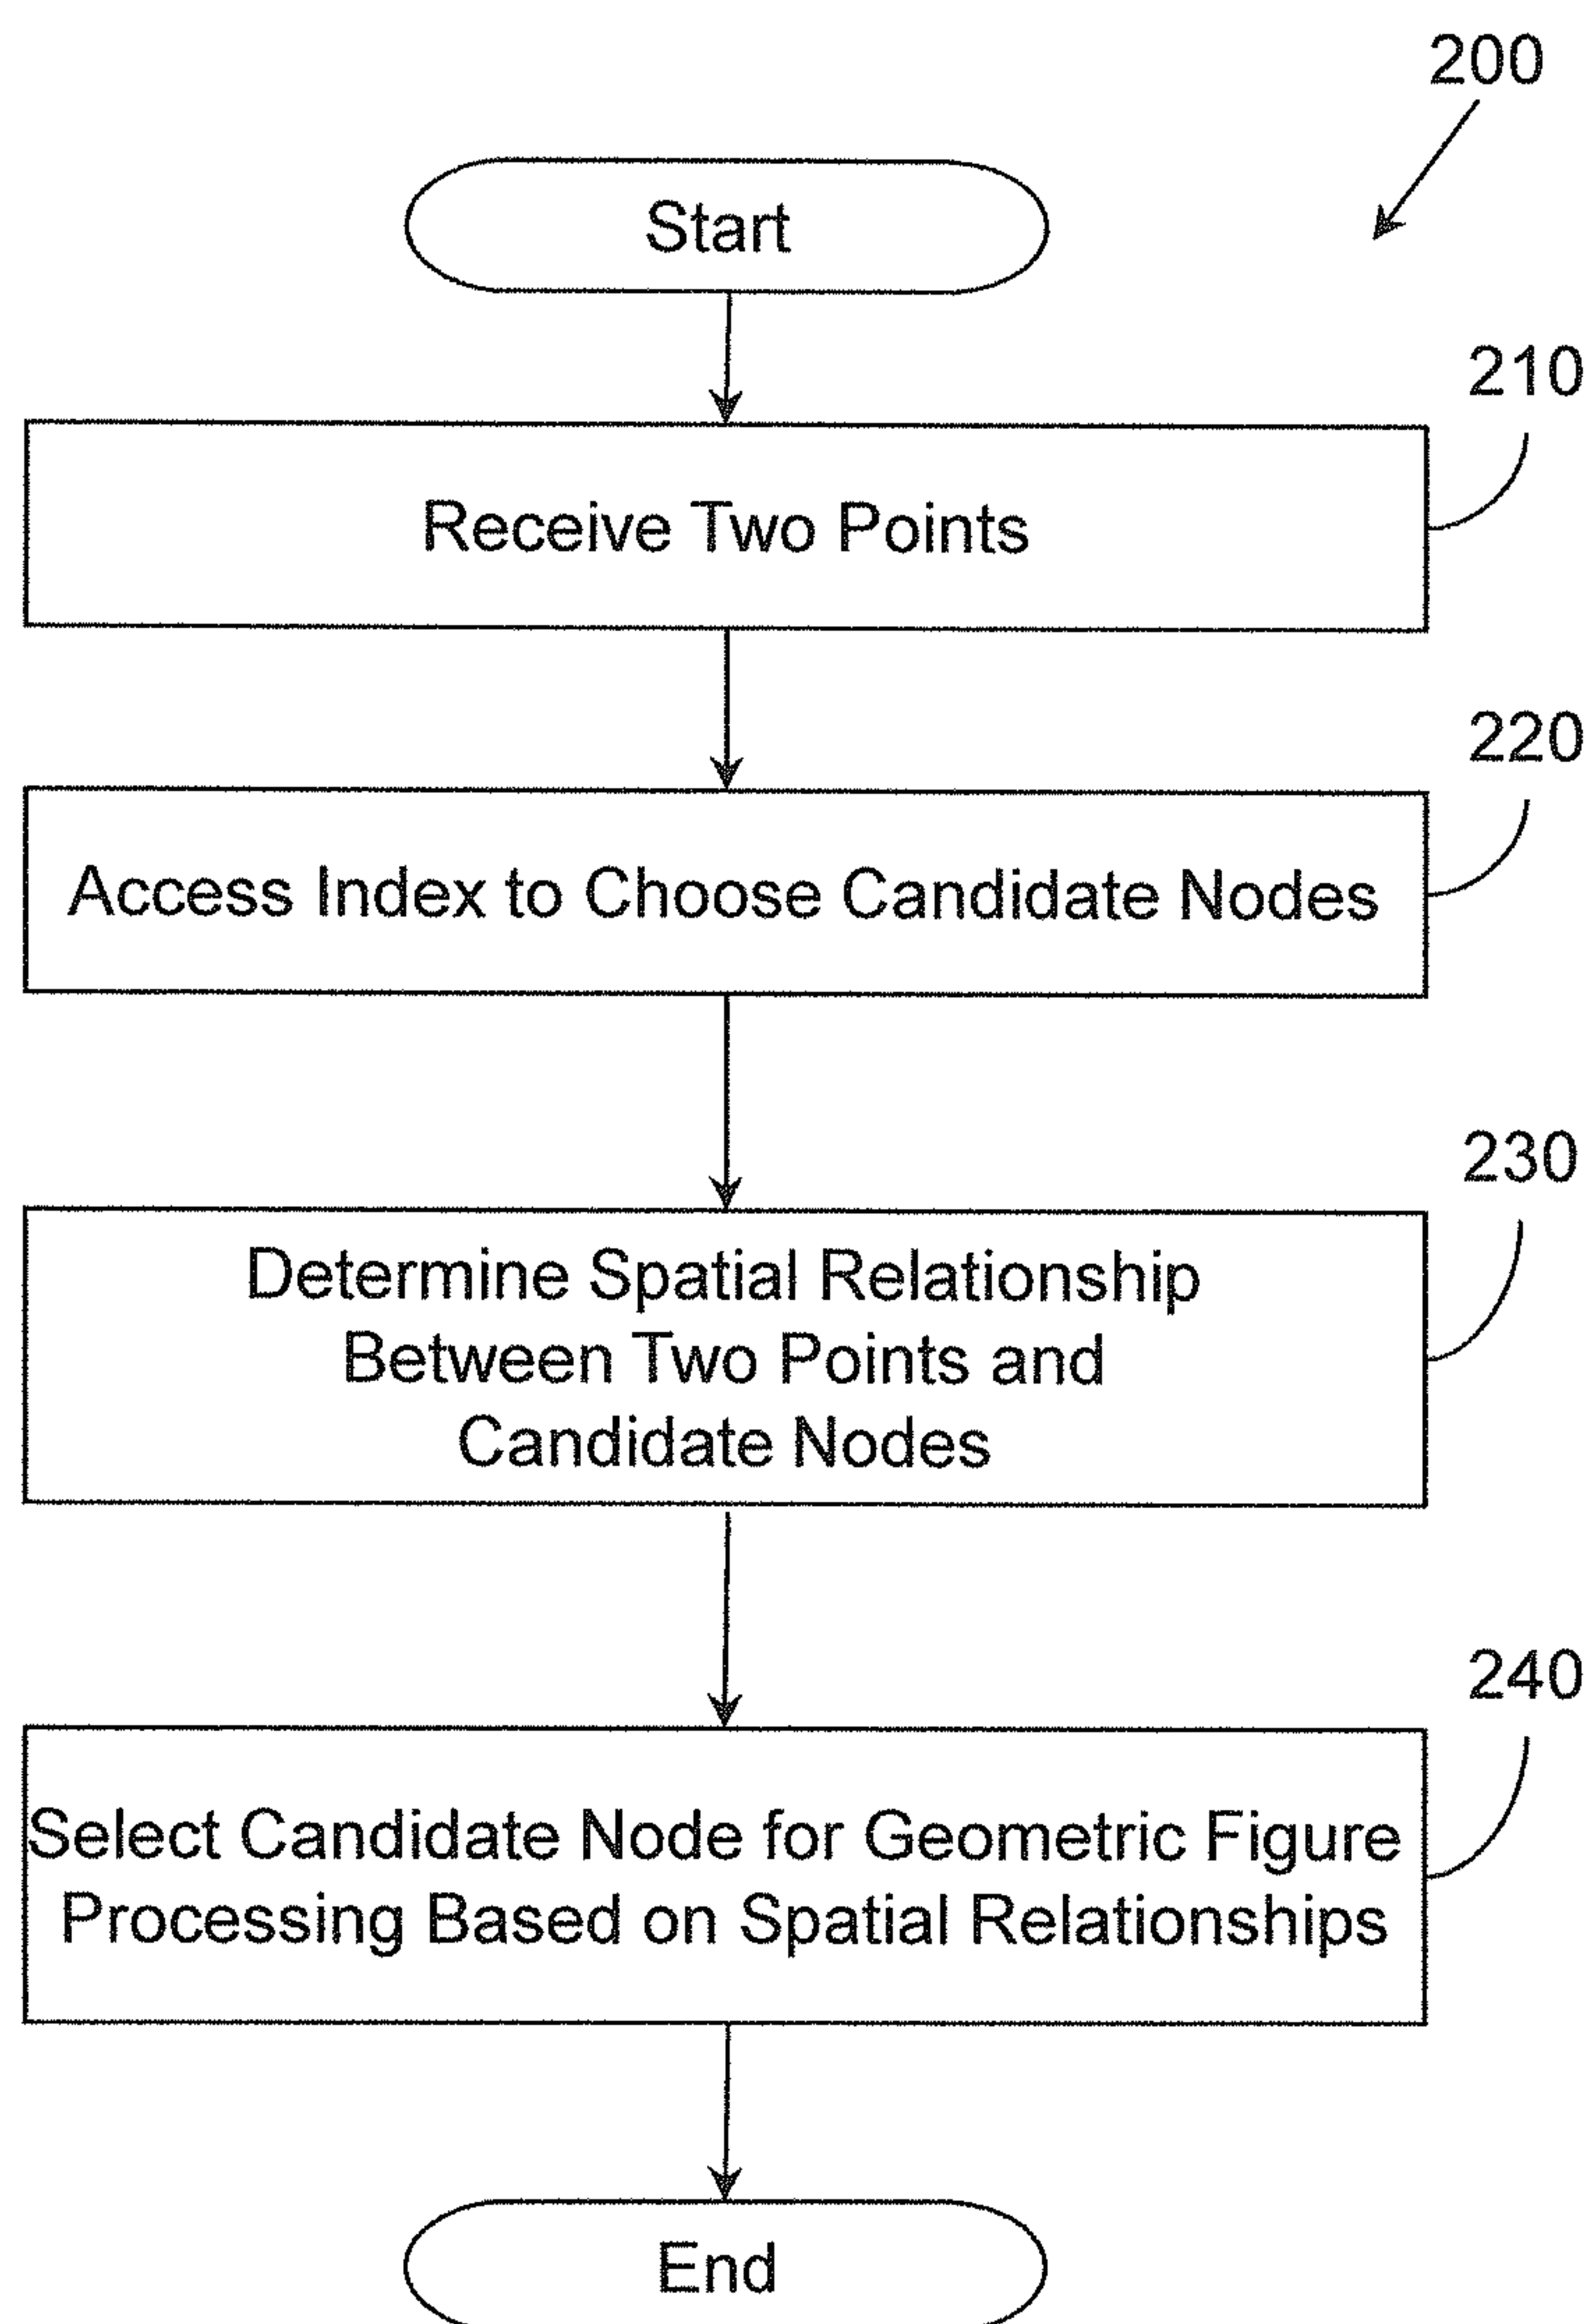 200
Start
210
Receive Two Points
220
Access Index to Choose Candidate Nodes
230
Determine Spatial Relationship
Between Two Points and
Candidate Nodes
240
Select Candidate Node for Geometric Figure
Processing Based on Spatial Relationships
End